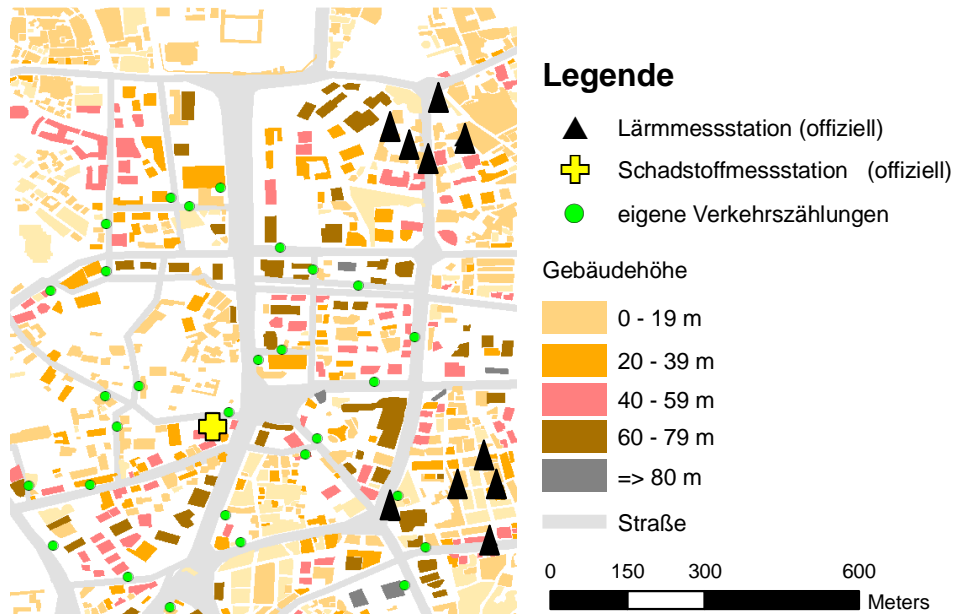 Legende
Lärmmessstation (offiziell)
Schadstoffmessstation (offiziell)
eigene Verkehrszählungen
Gebäudehöhe
0 - 19 m
20 - 39 m
40 - 59 m
60 - 79 m
=> 80 m
Straße
0 150 300 600
Meters